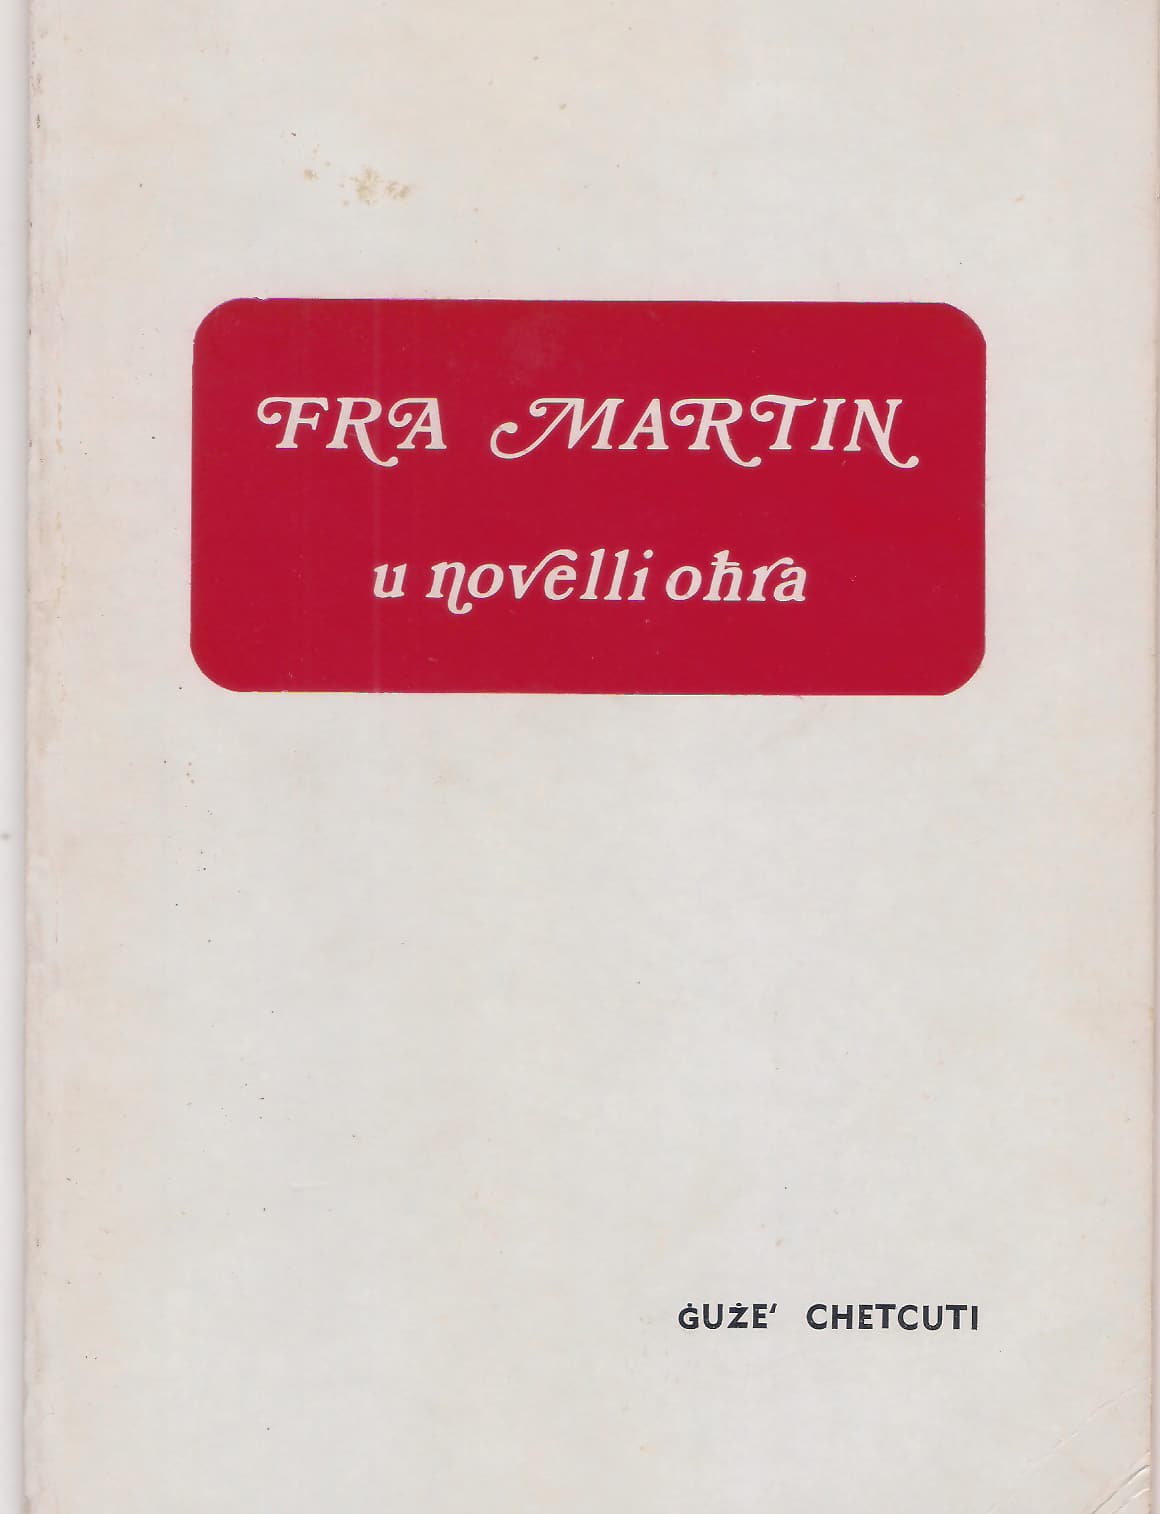 FRA MARTIN
u novelli oħra
ĠUŻE' CHETCUTI